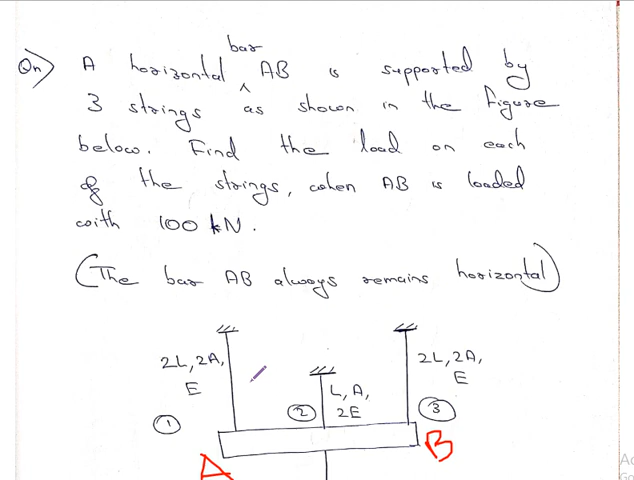 Qn) A horizontal bar AB is supported by
3 strings as shown in the figure
below. Find the load on each
of the strings, when AB is loaded
with 100 kN.
(The bar AB always remains horizontal)
2L, 2A,
E
2L, 2A,
E
L, A,
2E
1
2
3
A
B